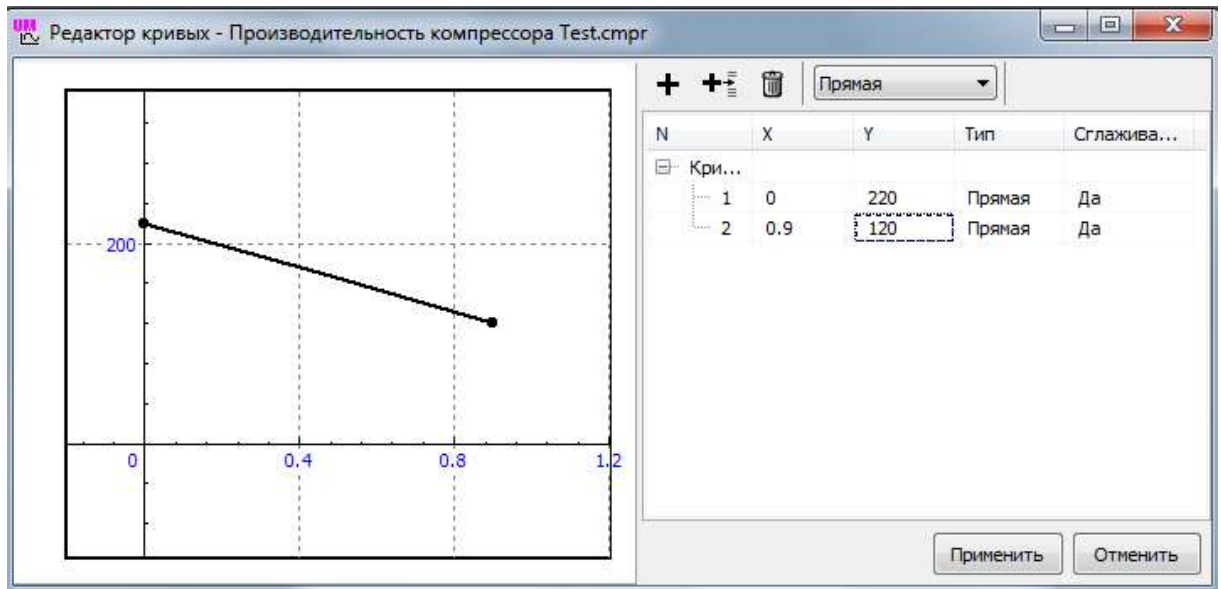 UM Редактор кривых - Производительность компрессора Test.cmpr
Прямая
N X Y Тип Сглажива...
Кри...
1 0 220 Прямая Да
2 0.9 120 Прямая Да
200
0 0.4 0.8 1.2
Применить Отменить